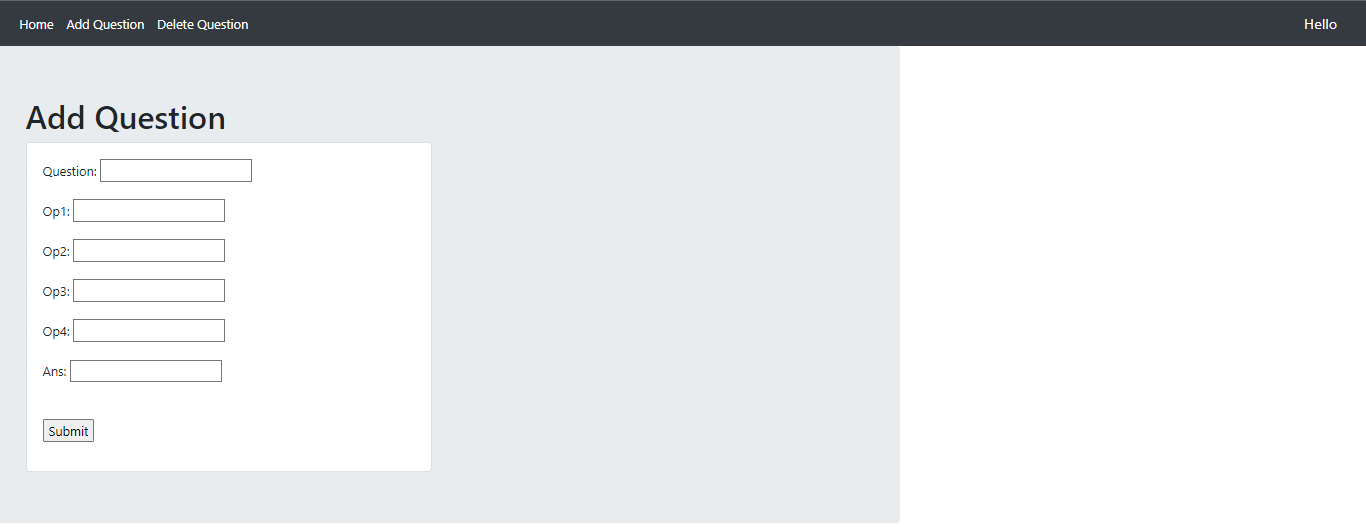 Home Add Question Delete Question Hello
Add Question
Question:
Op1:
Op2:
Op3:
Op4:
Ans:
Submit